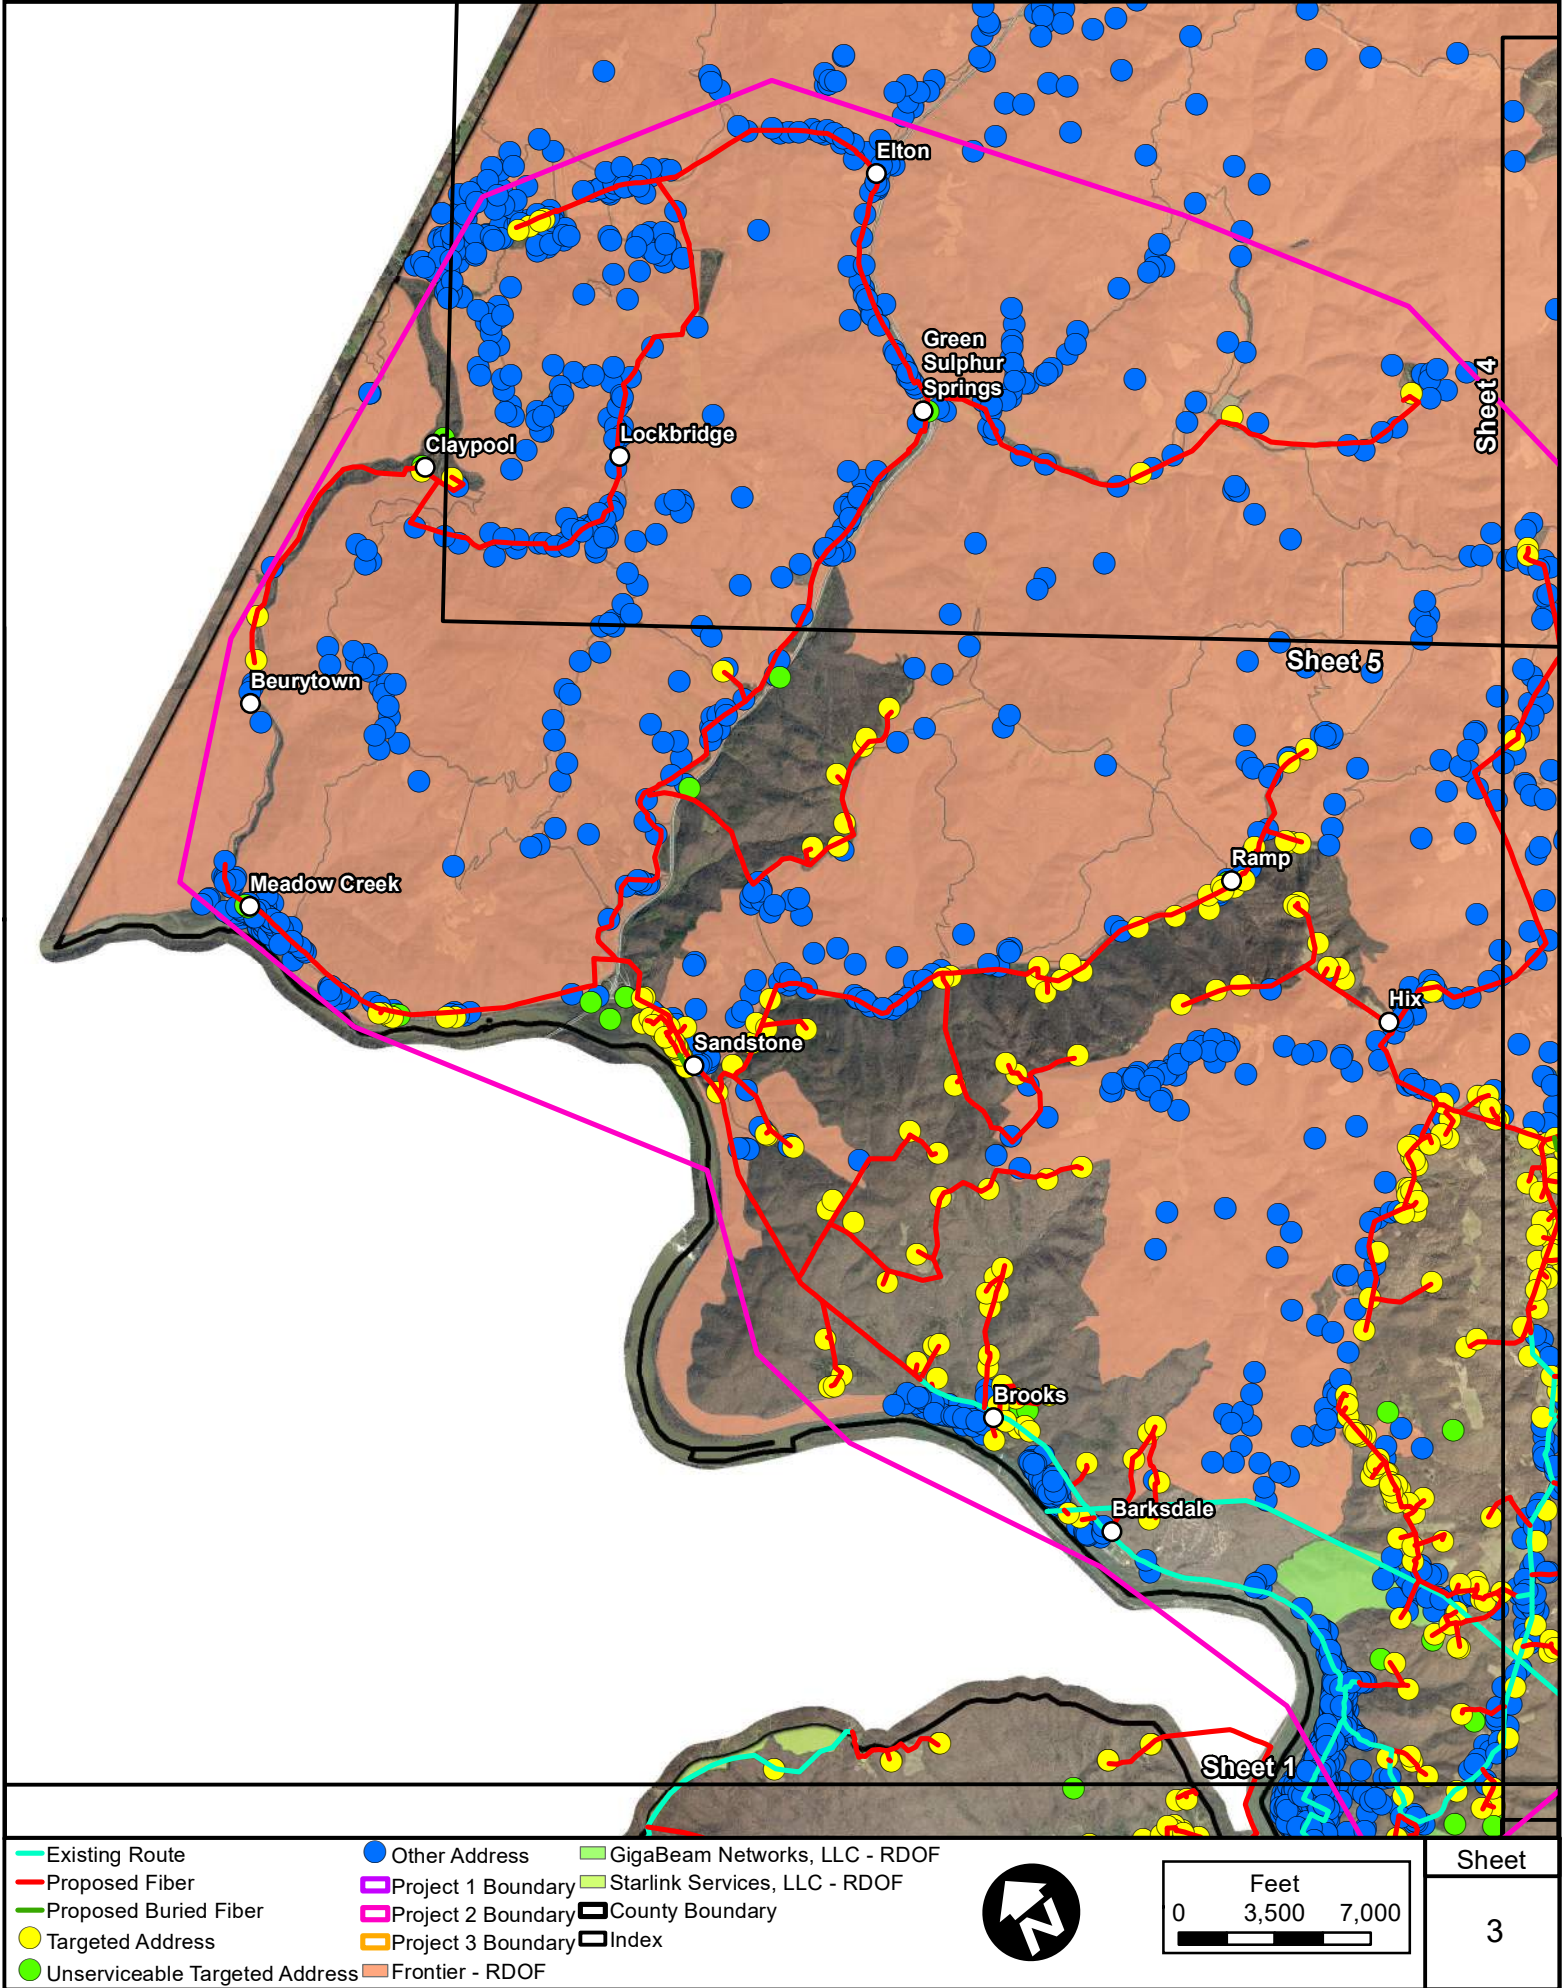 Elton
Green
Sulphur
Springs
Sheet 4
Claypool
Lockbridge
Sheet 5
Beurytown
Ramp
Meadow Creek
Hix
Sandstone
Brooks
Barksdale
Sheet 1
Existing Route
Proposed Fiber
Proposed Buried Fiber
Targeted Address
Unserviceable Targeted Address
Other Address
Project 1 Boundary
Project 2 Boundary
Project 3 Boundary
Frontier - RDOF
GigaBeam Networks, LLC - RDOF
Starlink Services, LLC - RDOF
County Boundary
Index
N
Feet
0 3,500 7,000
Sheet
3